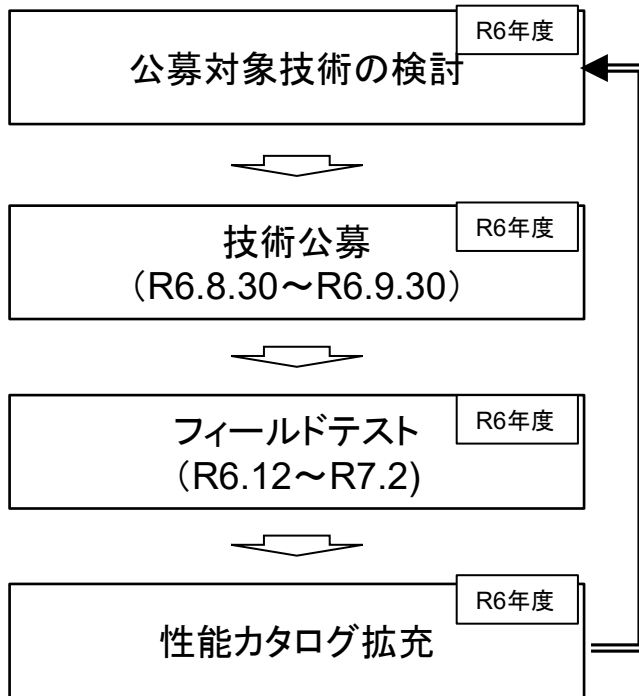 R6年度
公募対象技術の検討
R6年度
技術公募
（R6.8.30～R6.9.30）
R6年度
フィールドテスト
（R6.12～R7.2)
R6年度
性能カタログ拡充